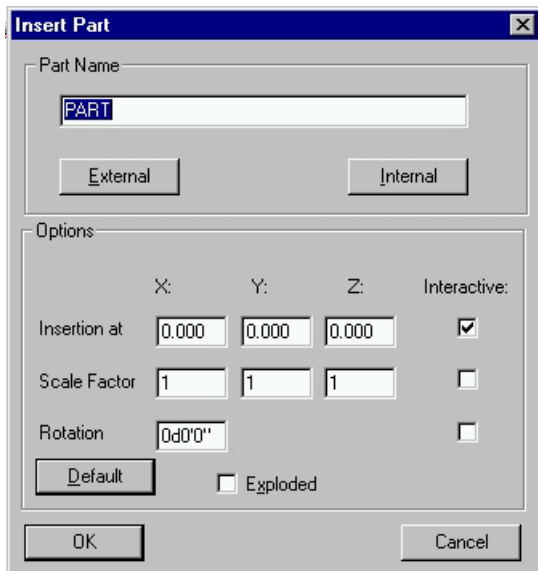 Insert Part
Part Name
PART
External Internal
Options
X: Y: Z: Interactive:
Insertion at 0.000 0.000 0.000
Scale Factor 1 1 1
Rotation 0d0'0"
Default Exploded
OK Cancel